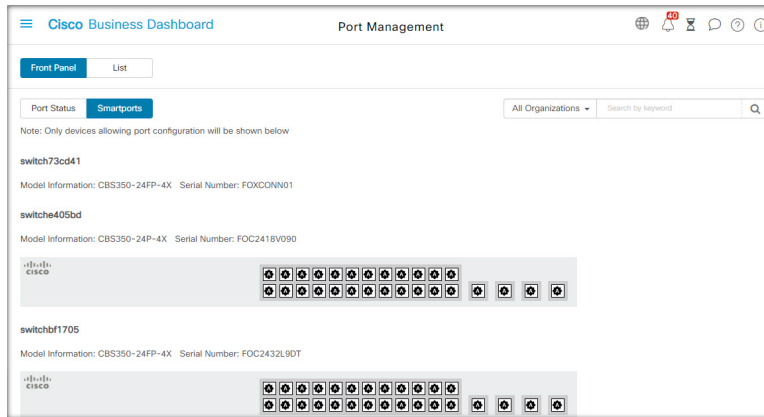 Cisco Business Dashboard
Port Management
40
Front Panel
List
Port Status
Smartports
All Organizations
Search by keyword
Note: Only devices allowing port configuration will be shown below
switch73cd41
Model Information: CBS350-24FP-4X Serial Number: FOXCONN01
switche405bd
Model Information: CBS350-24P-4X Serial Number: FOC2418V090
CISCO
switchbf1705
Model Information: CBS350-24FP-4X Serial Number: FOC2432L9DT
CISCO